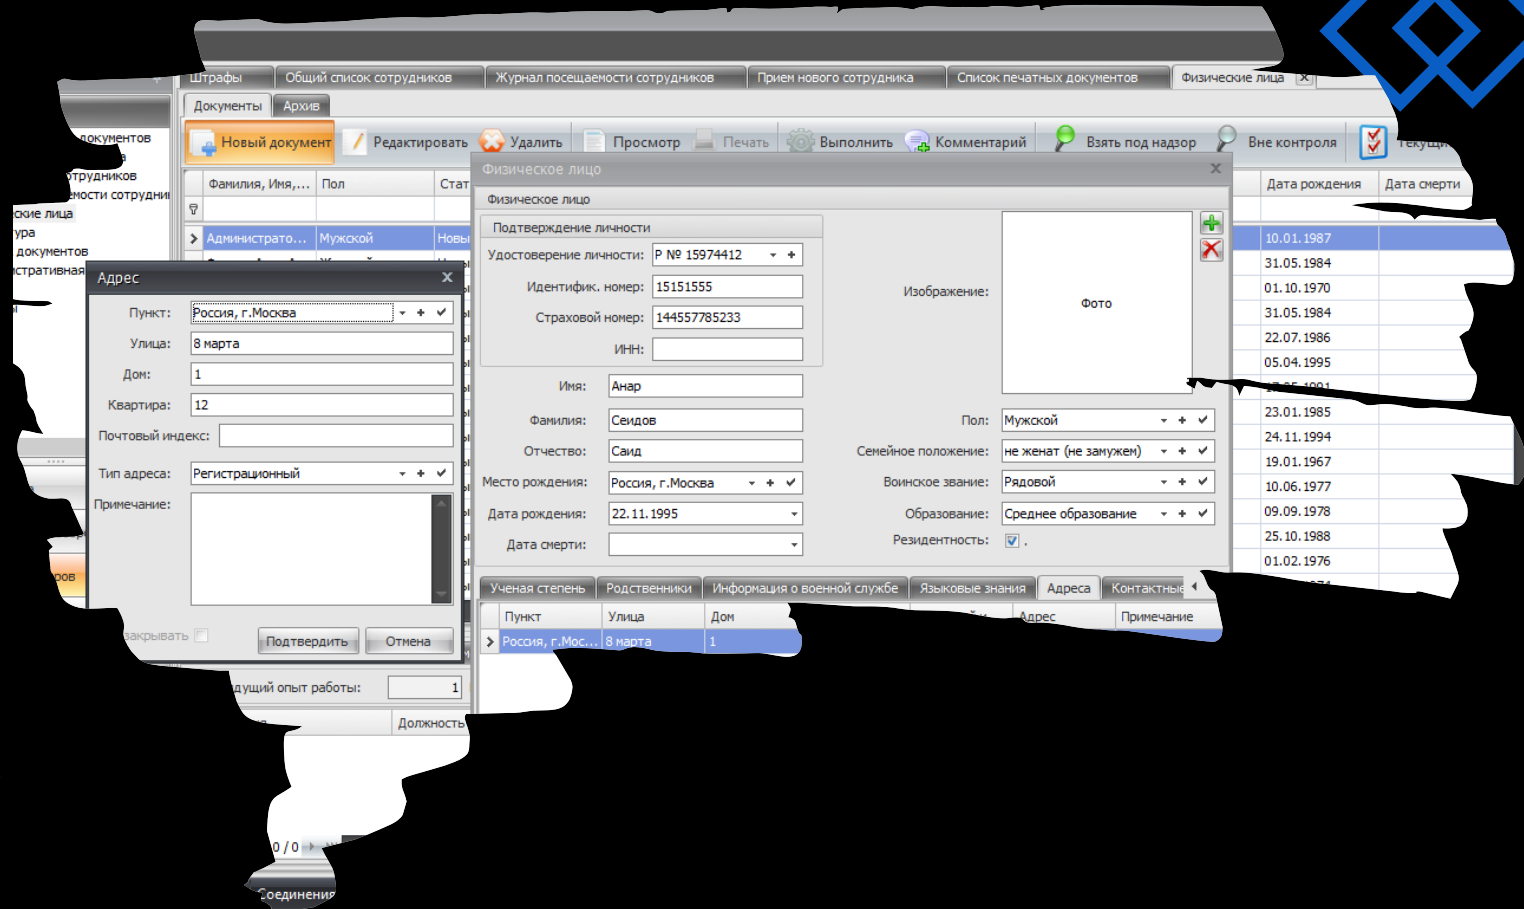 Штрафы
Общий список сотрудников
Журнал посещаемости сотрудников
Прием нового сотрудника
Список печатных документов
Физические лица
Документы
Архив
Новый документ
Редактировать
Удалить
Просмотр
Печать
Выполнить
Комментарий
Взять под надзор
Вне контроля
документов
лица
документов
Фамилия, Имя,...
Пол
Дата рождения
Дата смерти
Администрато...
Мужской
10.01.1987
31.05.1984
01.10.1970
31.05.1984
22.07.1986
05.04.1995
23.01.1985
24.11.1994
19.01.1967
10.06.1977
09.09.1978
25.10.1988
01.02.1976
Адрес
Пункт: Россия, г.Москва
Улица: 8 марта
Дом: 1
Квартира: 12
Почтовый индекс:
Тип адреса: Регистрационный
Примечание:
закрывать
Подтвердить
Отмена
Физическое лицо
Физическое лицо
Подтверждение личности
Удостоверение личности: Р № 15974412
Идентифик. номер: 15151555
Страховой номер: 144557785233
ИНН:
Имя: Анар
Фамилия: Сеидов
Отчество: Саид
Место рождения: Россия, г.Москва
Дата рождения: 22.11.1995
Дата смерти:
Изображение:
Фото
Пол: Мужской
Семейное положение: не женат (не замужем)
Воинское звание: Рядовой
Образование: Среднее образование
Резидентность: .
Ученая степень
Родственники
Информация о военной службе
Языковые знания
Адреса
Контактные
Пункт
Улица
Дом
Адрес
Примечание
Россия, г.Мос...
8 марта
1
опыт работы: 1
Должность
0 / 0
Соединения